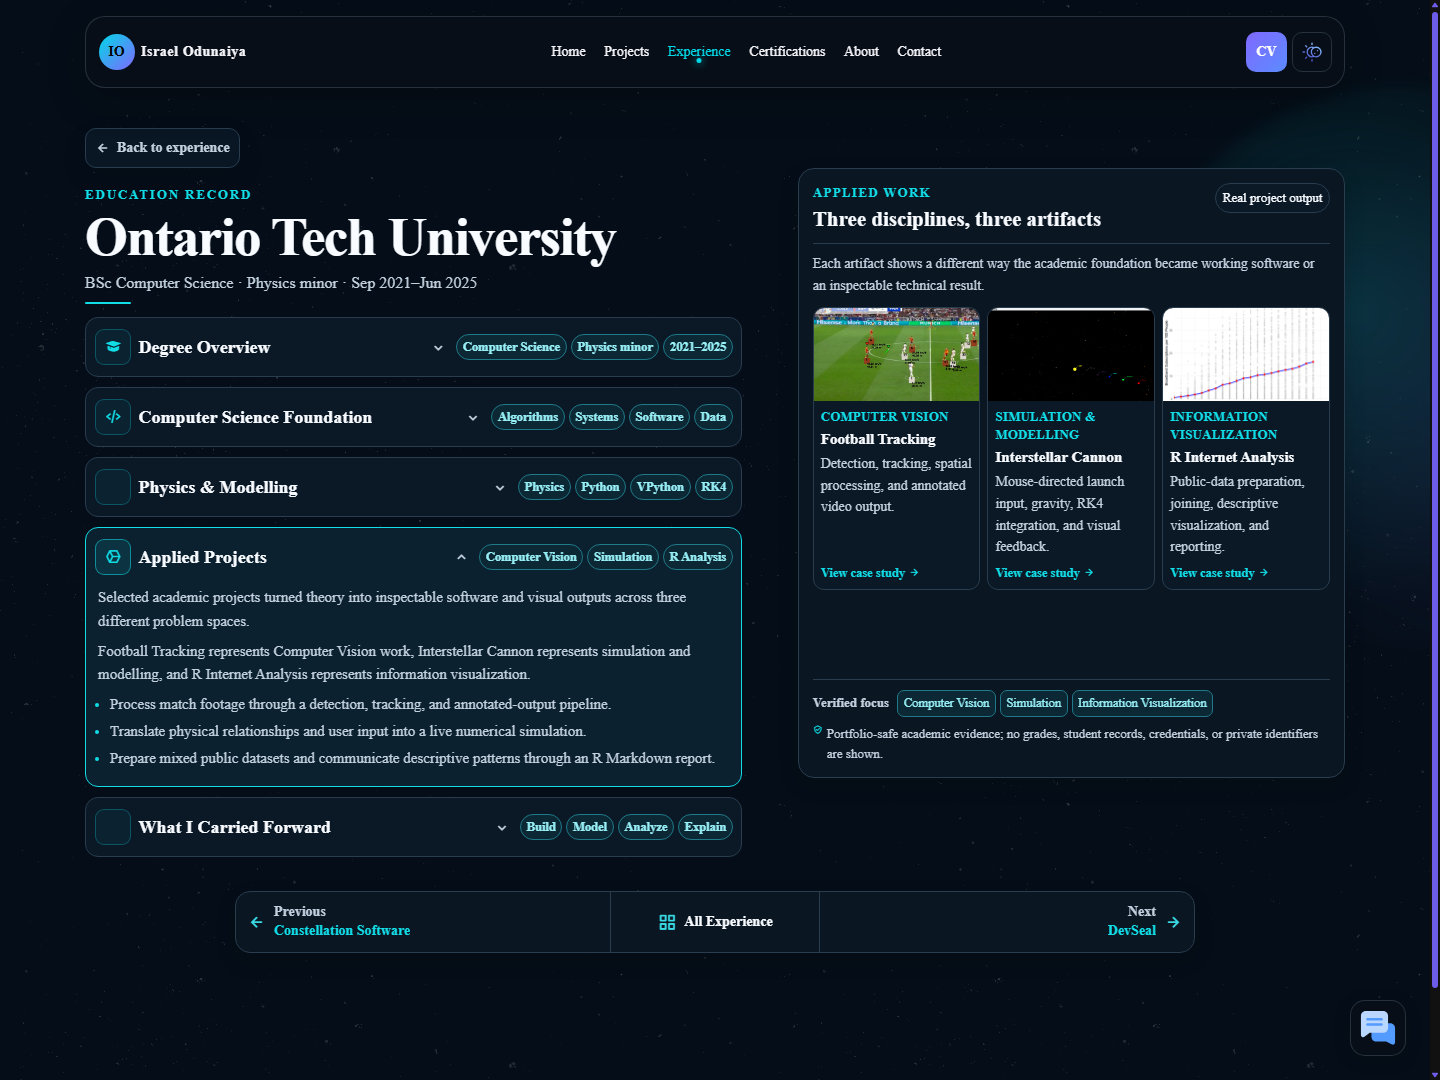 IO
Israel Odunaiya
Home
Projects
Experience
Certifications
About
Contact
CV
Back to experience
EDUCATION RECORD
Ontario Tech University
BSc Computer Science · Physics minor · Sep 2021–Jun 2025
Degree Overview
Computer Science
Physics minor
2021–2025
Computer Science Foundation
Algorithms
Systems
Software
Data
Physics & Modelling
Physics
Python
VPython
RK4
Applied Projects
Computer Vision
Simulation
R Analysis
Selected academic projects turned theory into inspectable software and visual outputs across three
different problem spaces.
Football Tracking represents Computer Vision work, Interstellar Cannon represents simulation and
modelling, and R Internet Analysis represents information visualization.
Process match footage through a detection, tracking, and annotated-output pipeline.
Translate physical relationships and user input into a live numerical simulation.
Prepare mixed public datasets and communicate descriptive patterns through an R Markdown report.
What I Carried Forward
Build
Model
Analyze
Explain
APPLIED WORK
Three disciplines, three artifacts
Real project output
Each artifact shows a different way the academic foundation became working software or
an inspectable technical result.
COMPUTER VISION
Football Tracking
Detection, tracking, spatial
processing, and annotated
video output.
View case study
SIMULATION &
MODELLING
Interstellar Cannon
Mouse-directed launch
input, gravity, RK4
integration, and visual
feedback.
View case study
INFORMATION
VISUALIZATION
R Internet Analysis
Public-data preparation,
joining, descriptive
visualization, and
reporting.
View case study
Verified focus
Computer Vision
Simulation
Information Visualization
Portfolio-safe academic evidence; no grades, student records, credentials, or private identifiers
are shown.
Previous
Constellation Software
All Experience
Next
DevSeal